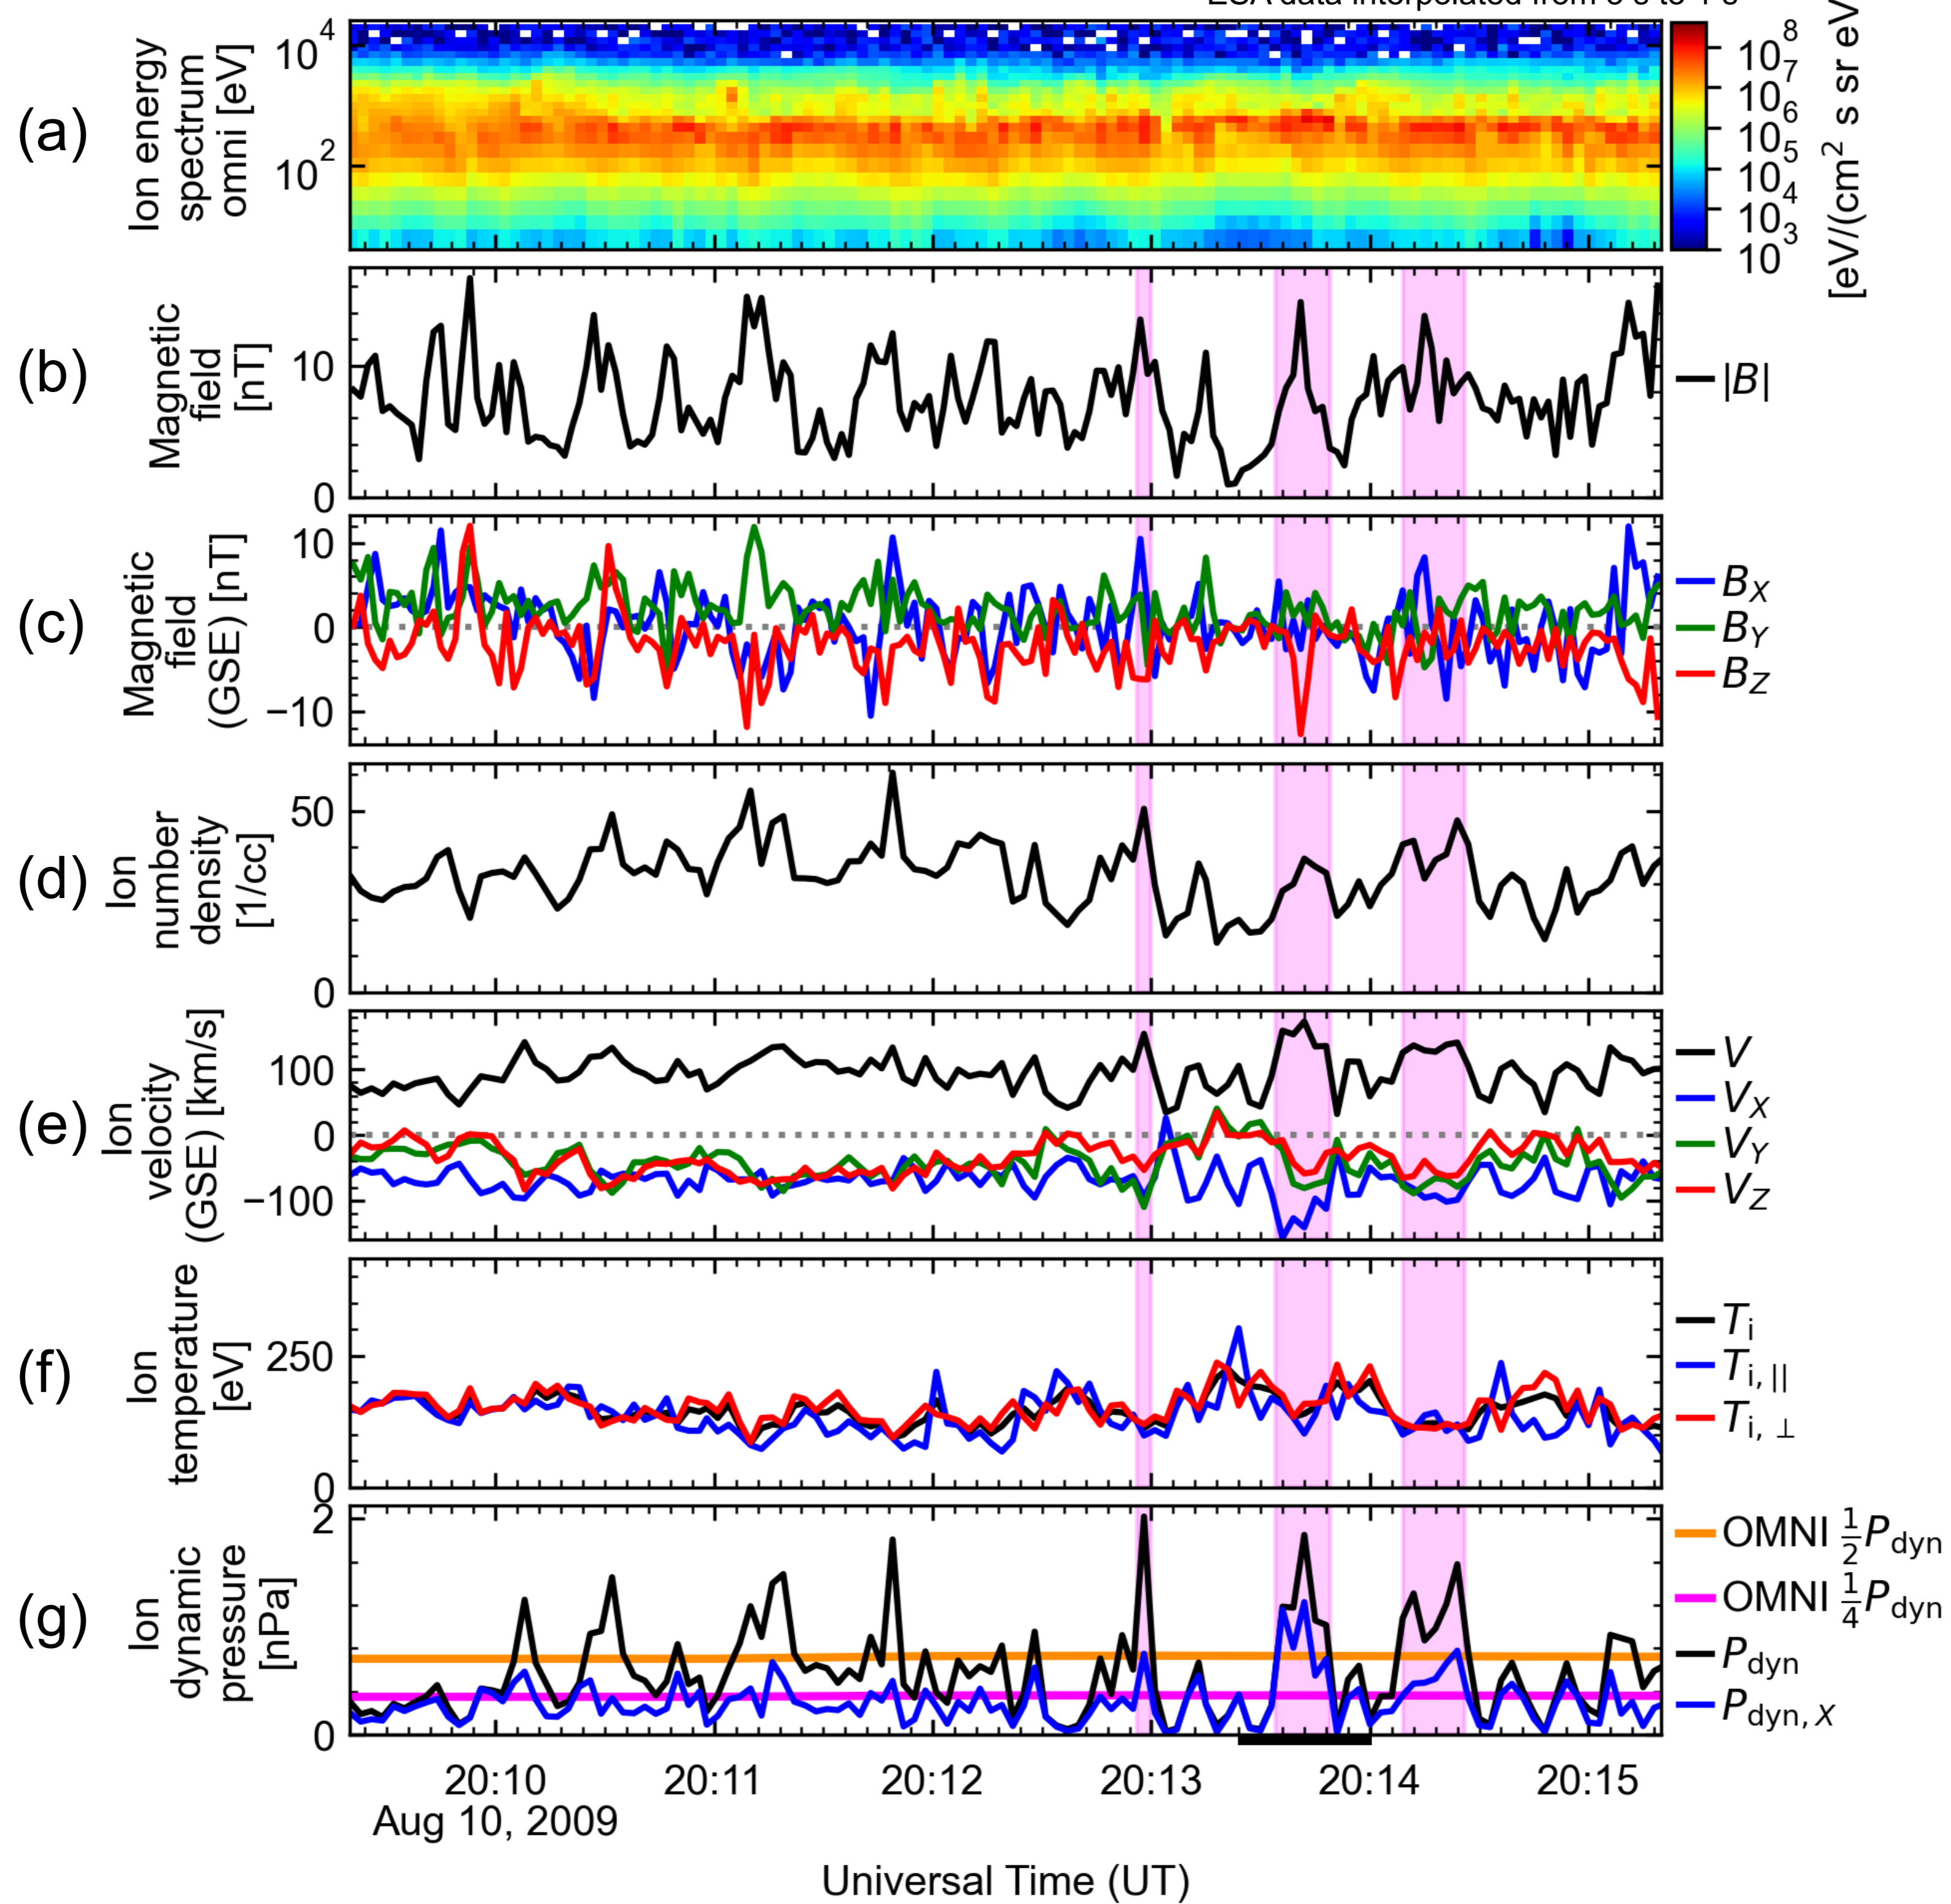 ESA data interpolated from 3 s to 1 s
(a)
Ion energy
spectrum
omni [eV]
10^4
10^2
10^8
10^7
10^6
10^5
10^4
10^4
10^3
[eV/(cm^2 s sr eV
(b)
Magnetic
field
[nT]
10
0
|B|
(c)
Magnetic
field
(GSE) [nT]
10
0
−10
B_X
B_Y
B_Z
(d)
Ion
number
density
[1/cc]
50
0
(e)
Ion
velocity
(GSE) [km/s]
100
0
−100
V
V_X
V_Y
V_Z
(f)
Ion
temperature
[eV]
250
0
T_i
T_i,||
T_i,⊥
(g)
Ion
dynamic
pressure
[nPa]
2
0
OMNI 1/2 P_dyn
OMNI 1/4 P_dyn
P_dyn
P_dyn,X
20:10 20:11 20:12 20:13 20:14 20:15
Aug 10, 2009
Universal Time (UT)